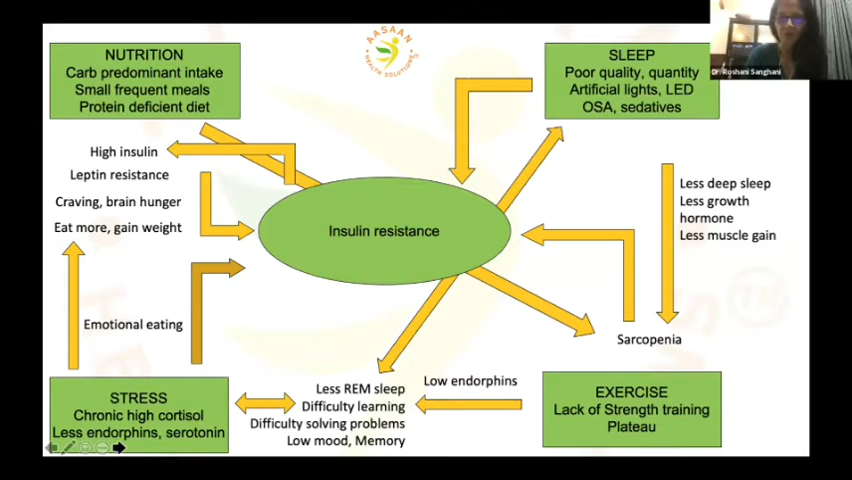 NUTRITION
Carb predominant intake
Small frequent meals
Protein deficient diet
AASAAN
HEALTH SOLUTIONS
SLEEP
Poor quality, quantity
Artificial lights, LED
OSA, sedatives
Dr. Roshani Sanghani
High insulin
Leptin resistance
Craving, brain hunger
Eat more, gain weight
Insulin resistance
Less deep sleep
Less growth
hormone
Less muscle gain
Emotional eating
Sarcopenia
STRESS
Chronic high cortisol
Less endorphins, serotonin
Less REM sleep
Difficulty learning
Difficulty solving problems
Low mood, Memory
Low endorphins
EXERCISE
Lack of Strength training
Plateau